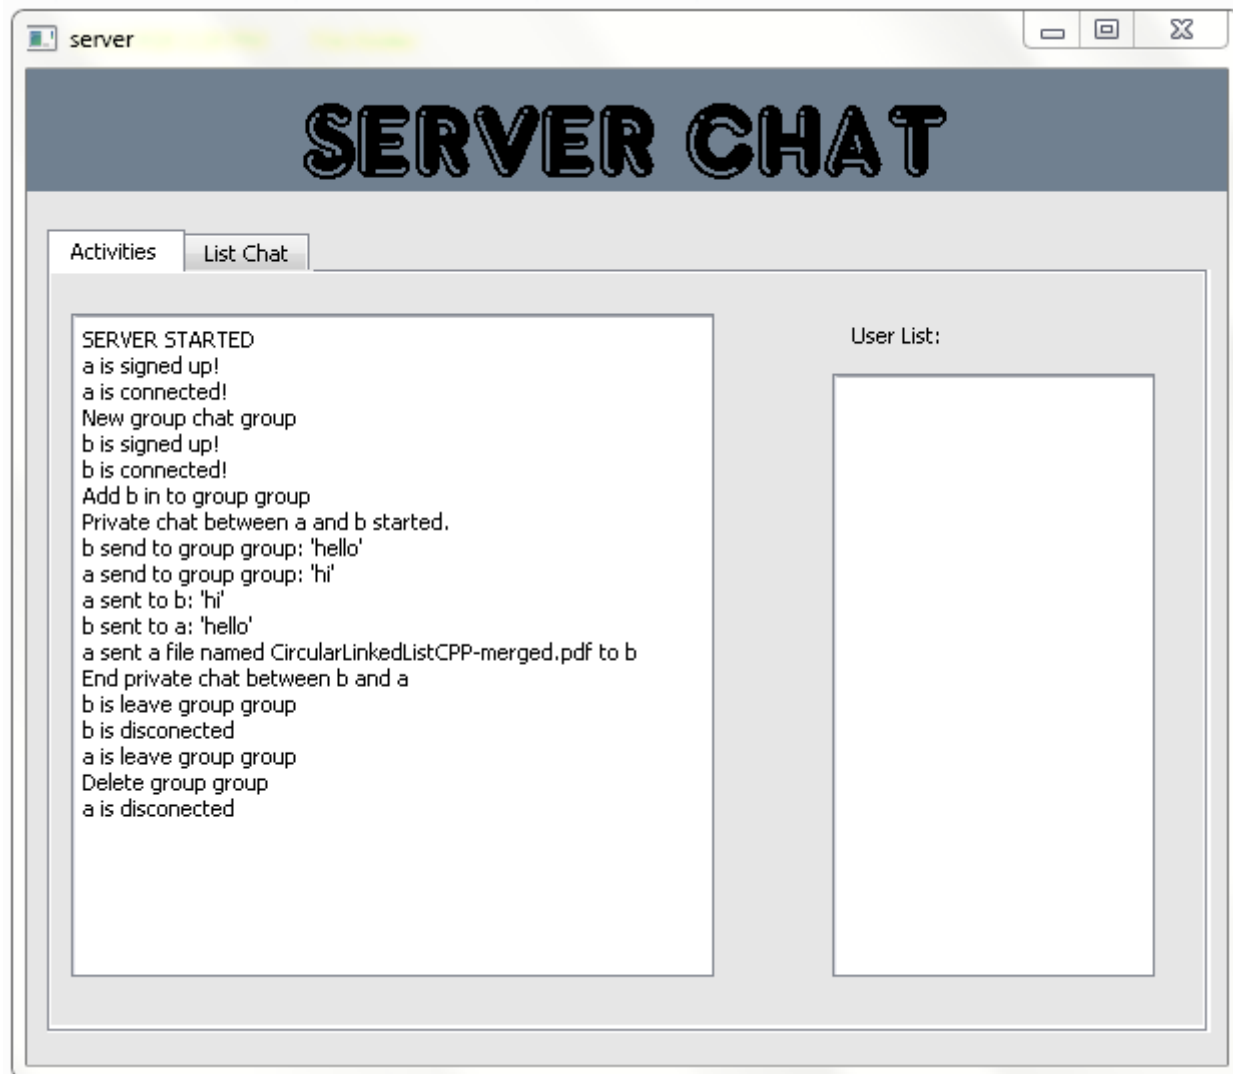 server
SERVER CHAT
Activities
List Chat
SERVER STARTED
a is signed up!
a is connected!
New group chat group
b is signed up!
b is connected!
Add b in to group group
Private chat between a and b started.
b send to group group: 'hello'
a send to group group: 'hi'
a sent to b: 'hi'
b sent to a: 'hello'
a sent a file named CircularLinkedListCPP-merged.pdf to b
End private chat between b and a
b is leave group group
b is disconected
a is leave group group
Delete group group
a is disconected
User List: